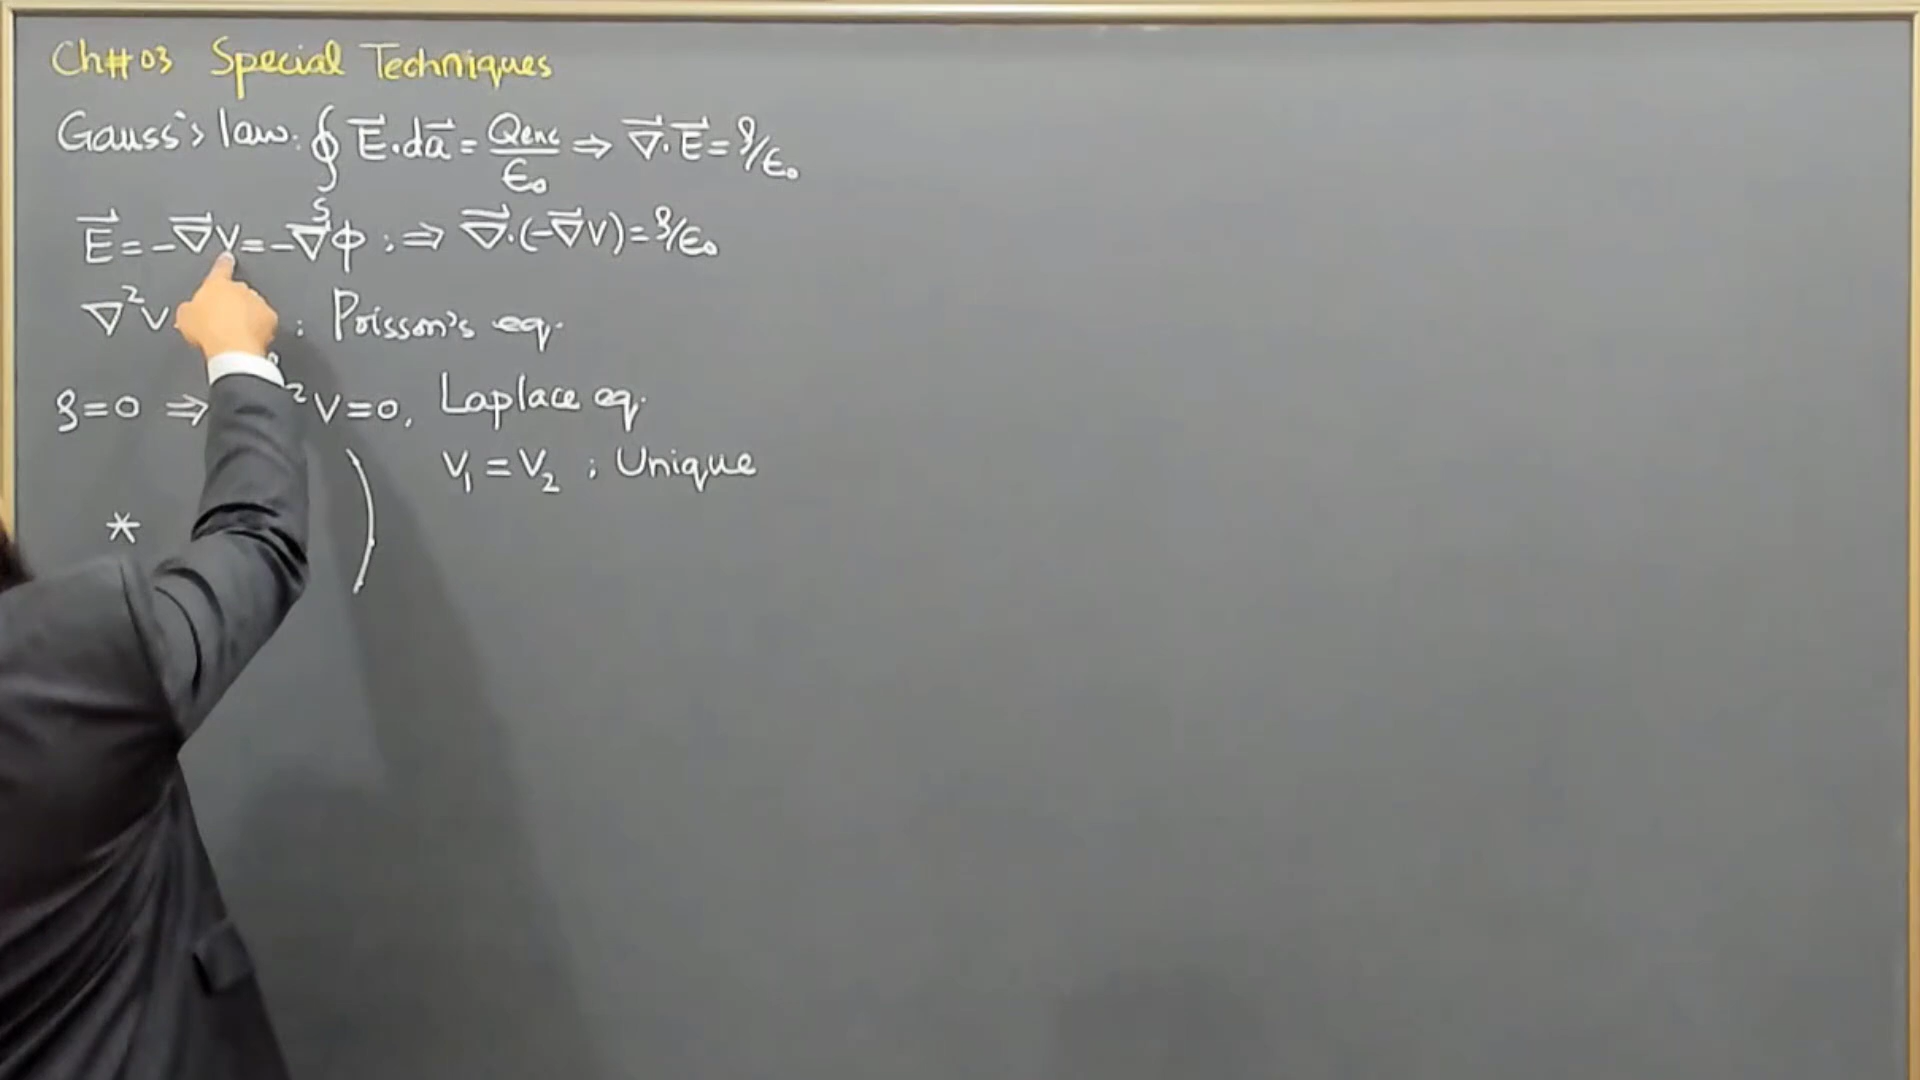 Ch# 03 Special Techniques
Gauss's law: ∮ₛ E⃗·da⃗ = Qenc/ϵ₀ ⇒ ∇⃗·E⃗ = ρ/ϵ₀
E⃗ = -∇⃗V = -∇⃗ϕ ; ⇒ ∇⃗·(-∇⃗V) = ρ/ϵ₀
∇²V : Poisson's eq.
ρ=0 ⇒ ²V=0, Laplace eq.
V₁ = V₂ ; Unique
*